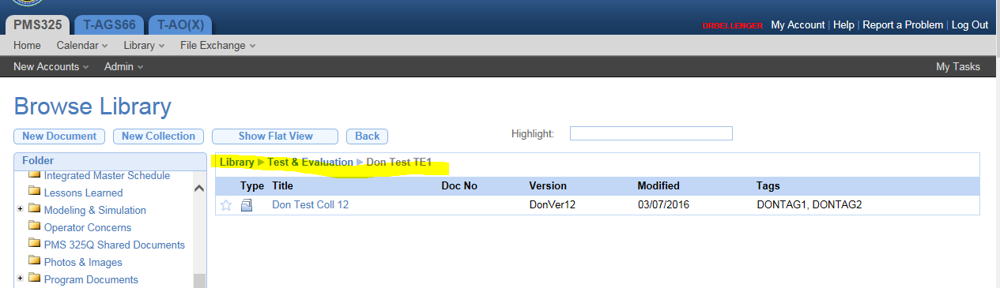 PMS325 T-AGS66 T-AO(X)
DRBELLENGER My Account | Help | Report a Problem | Log Out
Home Calendar Library File Exchange
New Accounts Admin My Tasks
Browse Library
New Document New Collection Show Flat View Back Highlight:
Folder
Library Test & Evaluation Don Test TE1
Integrated Master Schedule
Lessons Learned
Modeling & Simulation
Operator Concerns
PMS 325Q Shared Documents
Photos & Images
Program Documents
Type Title Doc No Version Modified Tags
Don Test Coll 12 DonVer12 03/07/2016 DONTAG1, DONTAG2